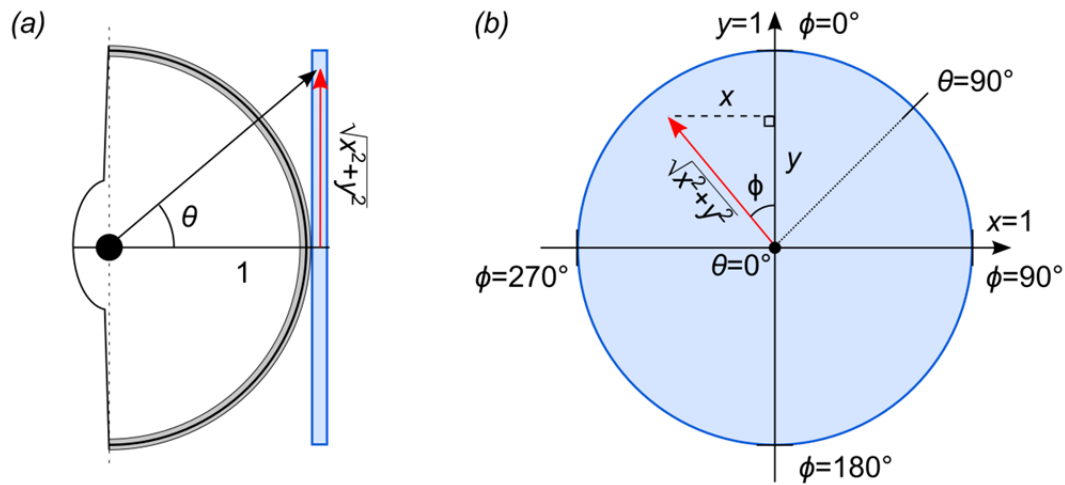 (a)
θ
1
√x²+y²
(b)
y=1
ϕ=0°
θ=90°
x
y
√x²+y²
ϕ
x=1
θ=0°
ϕ=270°
ϕ=90°
ϕ=180°